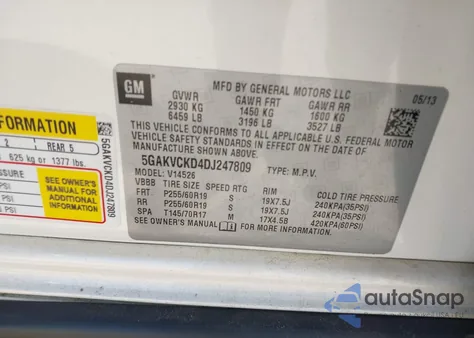 GM
MFD BY GENERAL MOTORS LLC
05/13
GVWR GAWR FRT GAWR RR
2930 KG 1450 KG 1600 KG
6459 LB 3196 LB 3527 LB
THIS VEHICLE CONFORMS TO ALL APPLICABLE U.S. FEDERAL
MOTOR VEHICLE SAFETY STANDARDS IN EFFECT ON THE DATE OF
MANUFACTURE SHOWN ABOVE.
5GAKVCKD4DJ247809
TYPE: M.P.V.
MODEL: V14526
VBBB TIRE SIZE SPEED RTG RIM COLD TIRE PRESSURE
FRT P255/60R19 S 19X7.5J 240KPA(35PSI)
RR P255/60R19 S 19X7.5J 240KPA(35PSI)
SPA T145/70R17 M 17X4.5B 420KPA(60PSI)
SEE OWNER'S MANUAL FOR MORE INFORMATION
INFORMATION
2 REAR 5
625 kg or 1377 lbs.
SEE OWNER'S
MANUAL FOR
ADDITIONAL
INFORMATION
5GAKVCKD4DJ247809
autoSnap